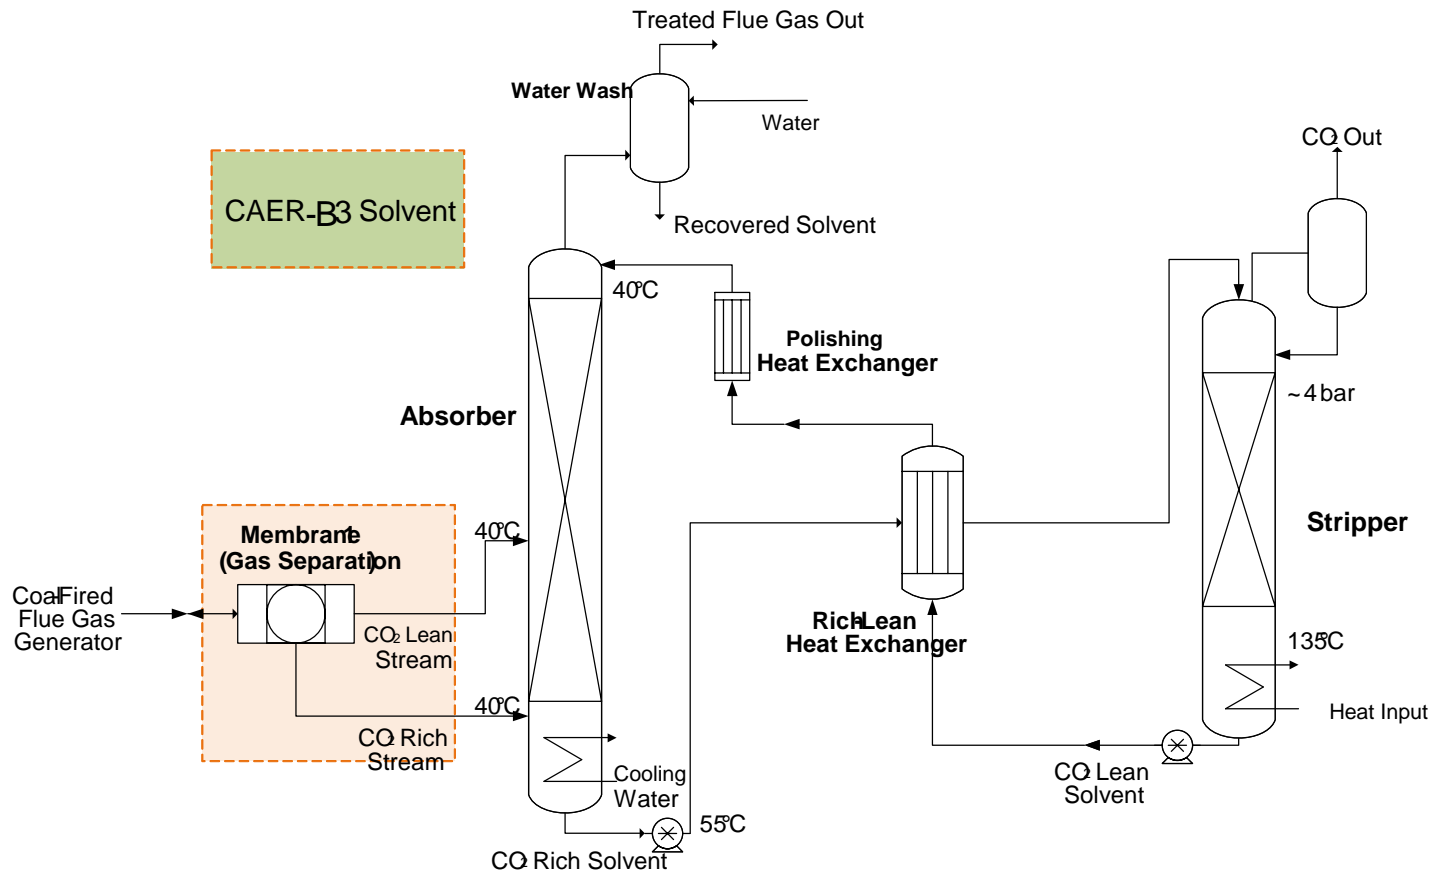 Treated Flue Gas Out
Water Wash
Water
CO2 Out
CAER-B3 Solvent
Recovered Solvent
40°C
Polishing
Heat Exchanger
~4 bar
Absorber
Stripper
40°C
Membrane 1
(Gas Separation)
Coal-Fired
Flue Gas
Generator
CO2 Lean
Stream
Rich-Lean
Heat Exchanger
135°C
40°C
Heat Input
CO2 Rich
Stream
Cooling
Water
CO2 Lean
Solvent
55°C
CO2 Rich Solvent